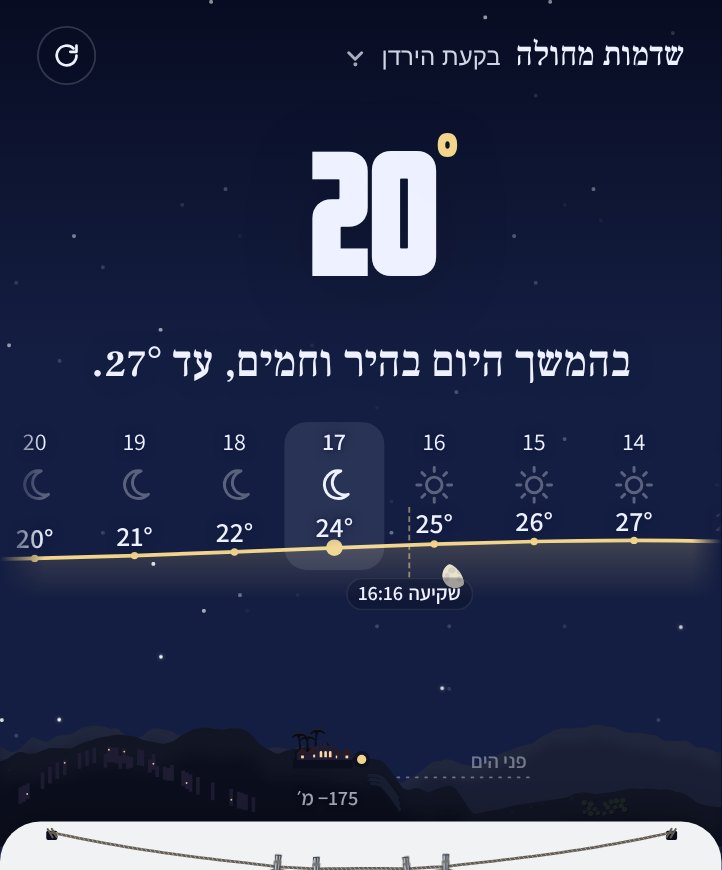 שדמות מחולה בקעת הירדן
20°
בהמשך היום בהיר וחמים, עד 27°.
14 15 16 17 18 19 20
27° 26° 25° 24° 22° 21° 20°
שקיעה 16:16
פני הים
−175 מ׳